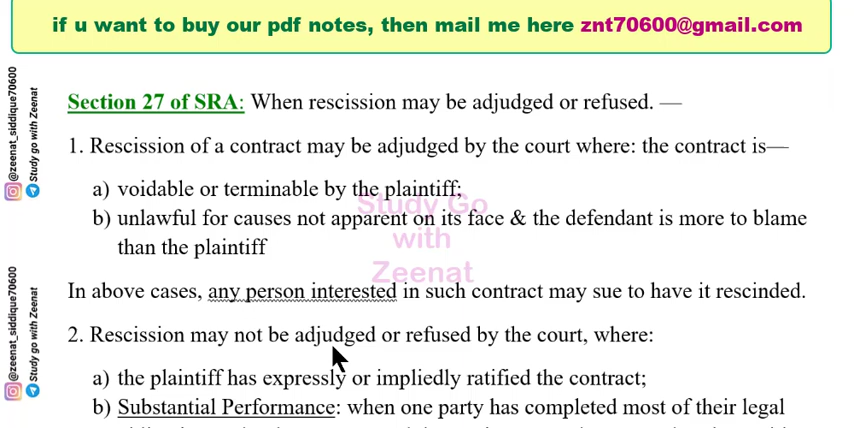 if u want to buy our pdf notes, then mail me here znt70600@gmail.com
Section 27 of SRA: When rescission may be adjudged or refused. —
1. Rescission of a contract may be adjudged by the court where: the contract is—
a) voidable or terminable by the plaintiff;
b) unlawful for causes not apparent on its face & the defendant is more to blame
than the plaintiff
In above cases, any person interested in such contract may sue to have it rescinded.
2. Rescission may not be adjudged or refused by the court, where:
a) the plaintiff has expressly or impliedly ratified the contract;
b) Substantial Performance: when one party has completed most of their legal
Study Go
with
Zeenat
@zeenat_siddique70600
Study go with Zeenat
@zeenat_siddique70600
Study go with Zeenat